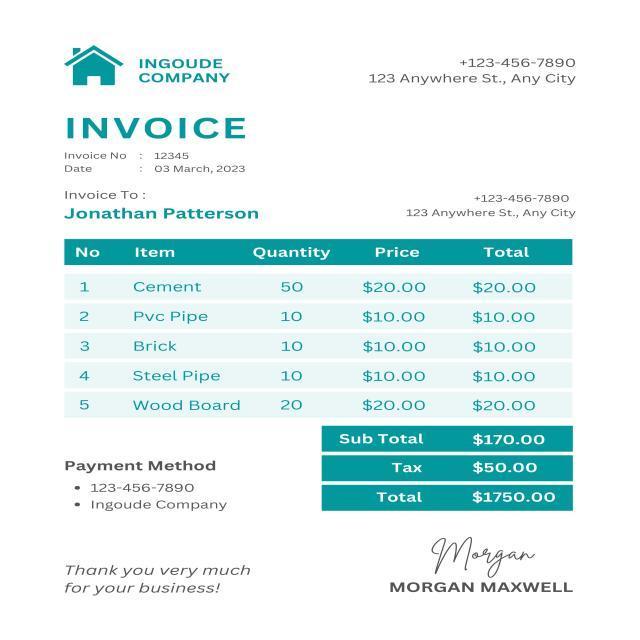 INGOUDE
COMPANY
+123-456-7890
123 Anywhere St., Any City
INVOICE
Invoice No : 12345
Date : 03 March, 2023
Invoice To :
Jonathan Patterson
+123-456-7890
123 Anywhere St., Any City
No Item Quantity Price Total
1 Cement 50 $20.00 $20.00
2 Pvc Pipe 10 $10.00 $10.00
3 Brick 10 $10.00 $10.00
4 Steel Pipe 10 $10.00 $10.00
5 Wood Board 20 $20.00 $20.00
Sub Total $170.00
Tax $50.00
Total $1750.00
Payment Method
• 123-456-7890
• Ingoude Company
Thank you very much
for your business!
Morgan
MORGAN MAXWELL